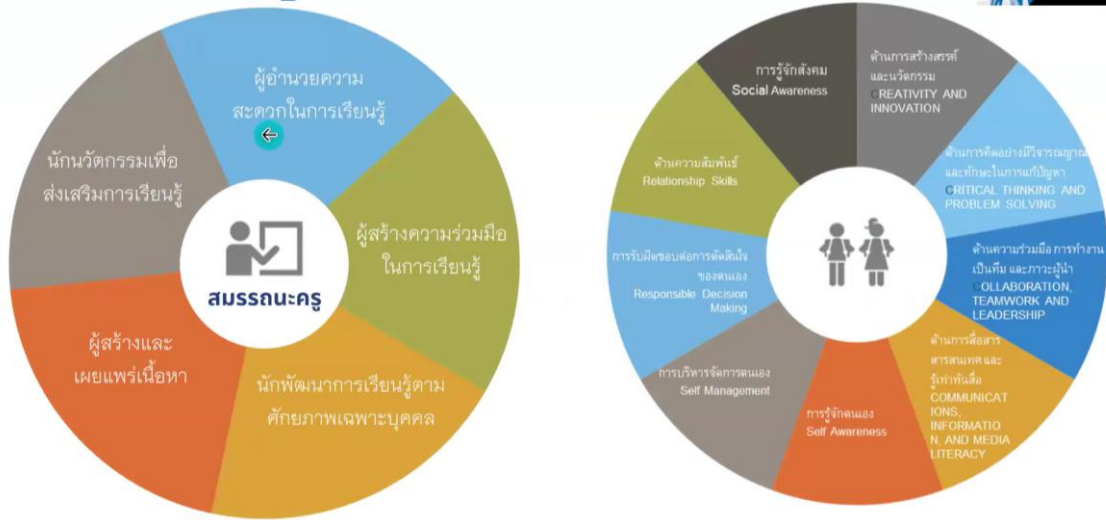 ผู้อำนวยความ
สะดวกในการเรียนรู้
ผู้สร้างความร่วมมือ
ในการเรียนรู้
นักพัฒนาการเรียนรู้ตาม
ศักยภาพเฉพาะบุคคล
ผู้สร้างและ
เผยแพร่เนื้อหา
นักนวัตกรรมเพื่อ
ส่งเสริมการเรียนรู้
สมรรถนะครู
ด้านการสร้างสรรค์
และนวัตกรรม
CREATIVITY AND
INNOVATION
ด้านการคิดอย่างมีวิจารณญาณ
และทักษะในการแก้ปัญหา
CRITICAL THINKING AND
PROBLEM SOLVING
ด้านความร่วมมือ การทำงาน
เป็นทีม และภาวะผู้นำ
COLLABORATION,
TEAMWORK AND
LEADERSHIP
ด้านการสื่อสาร
สารสนเทศ และ
รู้เท่าทันสื่อ
COMMUNICAT
IONS,
INFORMATIO
N, AND MEDIA
LITERACY
การรู้จักตนเอง
Self Awareness
การบริหารจัดการตนเอง
Self Management
การรับผิดชอบต่อการตัดสินใจ
ของตนเอง
Responsible Decision
Making
ด้านความสัมพันธ์
Relationship Skills
การรู้จักสังคม
Social Awareness